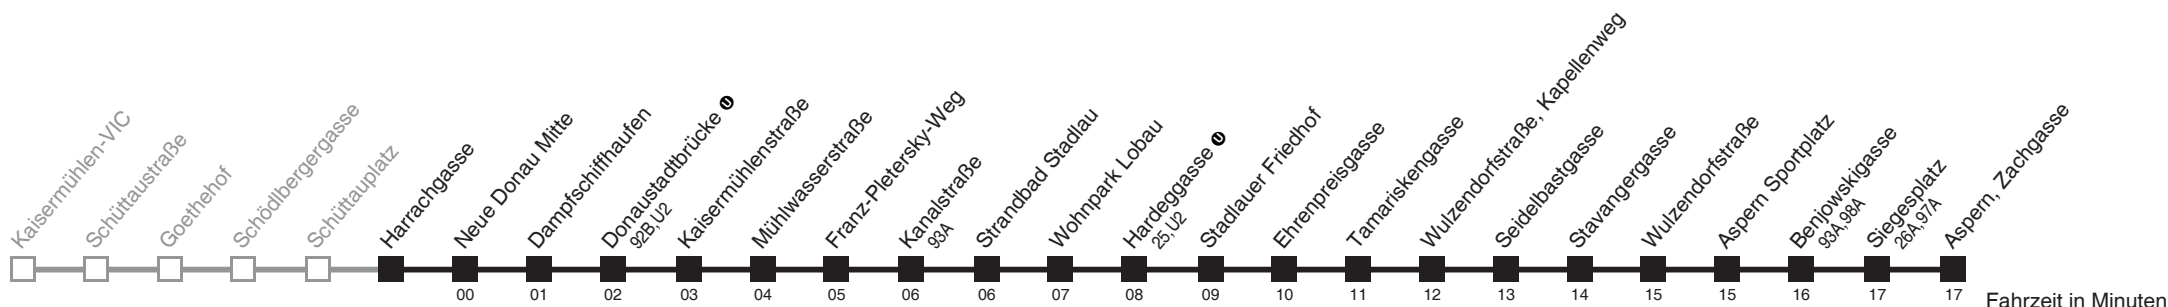 Kaisermühlen-VIC
Schüttaustraße
Goethehof
Schödlbergergasse
Schüttauplatz
Harrachgasse
Neue Donau Mitte
Dampfschiffhaufen
Donaustadtbrücke U
92B,U2
Kaisermühlenstraße
Mühlwasserstraße
Franz-Pletersky-Weg
Kanalstraße
93A
Strandbad Stadlau
Wohnpark Lobau
Hardeggasse U
25,U2
Stadlauer Friedhof
Ehrenpreisgasse
Tamariskengasse
Wulzendorfstraße, Kapellenweg
Seidelbastgasse
Stavangergasse
Wulzendorfstraße
Aspern Sportplatz
Benjowskigasse
93A,98A
Siegesplatz
26A,97A
Aspern, Zachgasse
00 01 02 03 04 05 06 06 07 08 09 10 11 12 13 14 15 15 16 17 17 Fahrzeit in Minuten